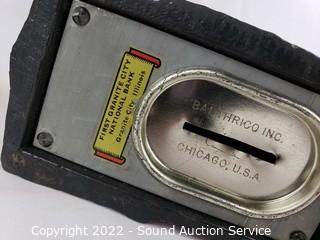 FIRST GRANITE CITY
NATIONAL BANK
Granite City, Illinois
BANTHRICO INC.
CHICAGO, U.S.A.
Copyright 2022 - Sound Auction Service